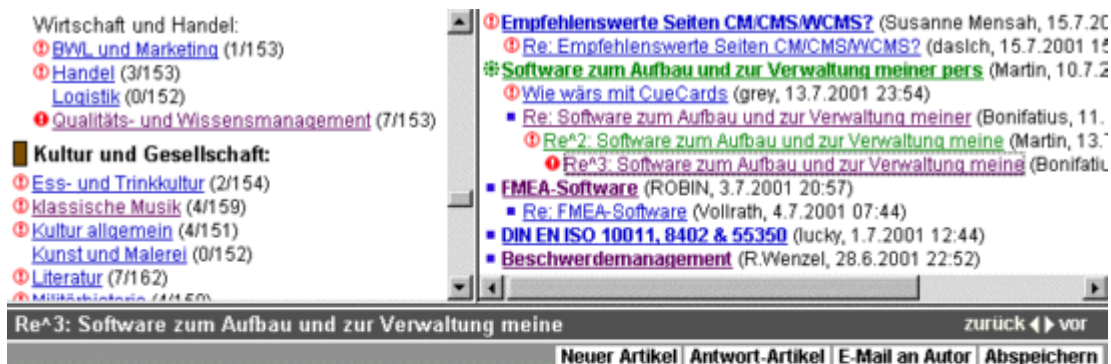 Wirtschaft und Handel:
BWL und Marketing (1/153)
Handel (3/153)
Logistik (0/152)
Qualitäts- und Wissensmanagement (7/153)
Kultur und Gesellschaft:
Ess- und Trinkkultur (2/154)
klassische Musik (4/159)
Kultur allgemein (4/151)
Kunst und Malerei (0/152)
Literatur (7/162)
Militärhistorie (4/159)
Empfehlenswerte Seiten CM/CMS/WCMS? (Susanne Mensah, 15.7.20
Re: Empfehlenswerte Seiten CM/CMS/WCMS? (dasIch, 15.7.2001 15
Software zum Aufbau und zur Verwaltung meiner pers (Martin, 10.7.2
Wie wärs mit CueCards (grey, 13.7.2001 23:54)
Re: Software zum Aufbau und zur Verwaltung meiner (Bonifatius, 11.
Re^2: Software zum Aufbau und zur Verwaltung meine (Martin, 13.
Re^3: Software zum Aufbau und zur Verwaltung meine (Bonifatiu
FMEA-Software (ROBIN, 3.7.2001 20:57)
Re: FMEA-Software (Vollrath, 4.7.2001 07:44)
DIN EN ISO 10011, 8402 & 55350 (lucky, 1.7.2001 12:44)
Beschwerdemanagement (R.Wenzel, 28.6.2001 22:52)
Re^3: Software zum Aufbau und zur Verwaltung meine
zurück vor
Neuer Artikel Antwort-Artikel E-Mail an Autor Abspeichern